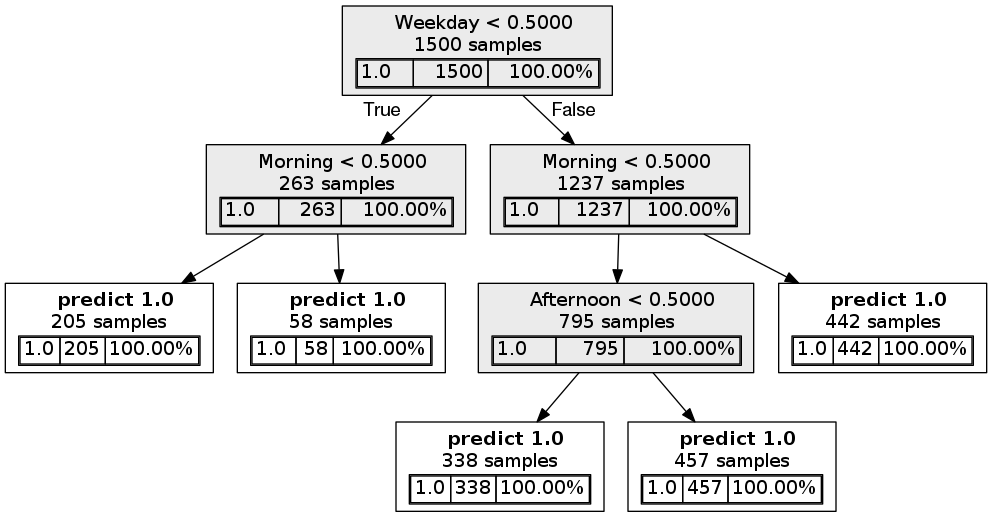 Weekday < 0.5000
1500 samples
1.0 1500 100.00%
True
False
Morning < 0.5000
263 samples
1.0 263 100.00%
Morning < 0.5000
1237 samples
1.0 1237 100.00%
predict 1.0
205 samples
1.0 205 100.00%
predict 1.0
58 samples
1.0 58 100.00%
Afternoon < 0.5000
795 samples
1.0 795 100.00%
predict 1.0
442 samples
1.0 442 100.00%
predict 1.0
338 samples
1.0 338 100.00%
predict 1.0
457 samples
1.0 457 100.00%